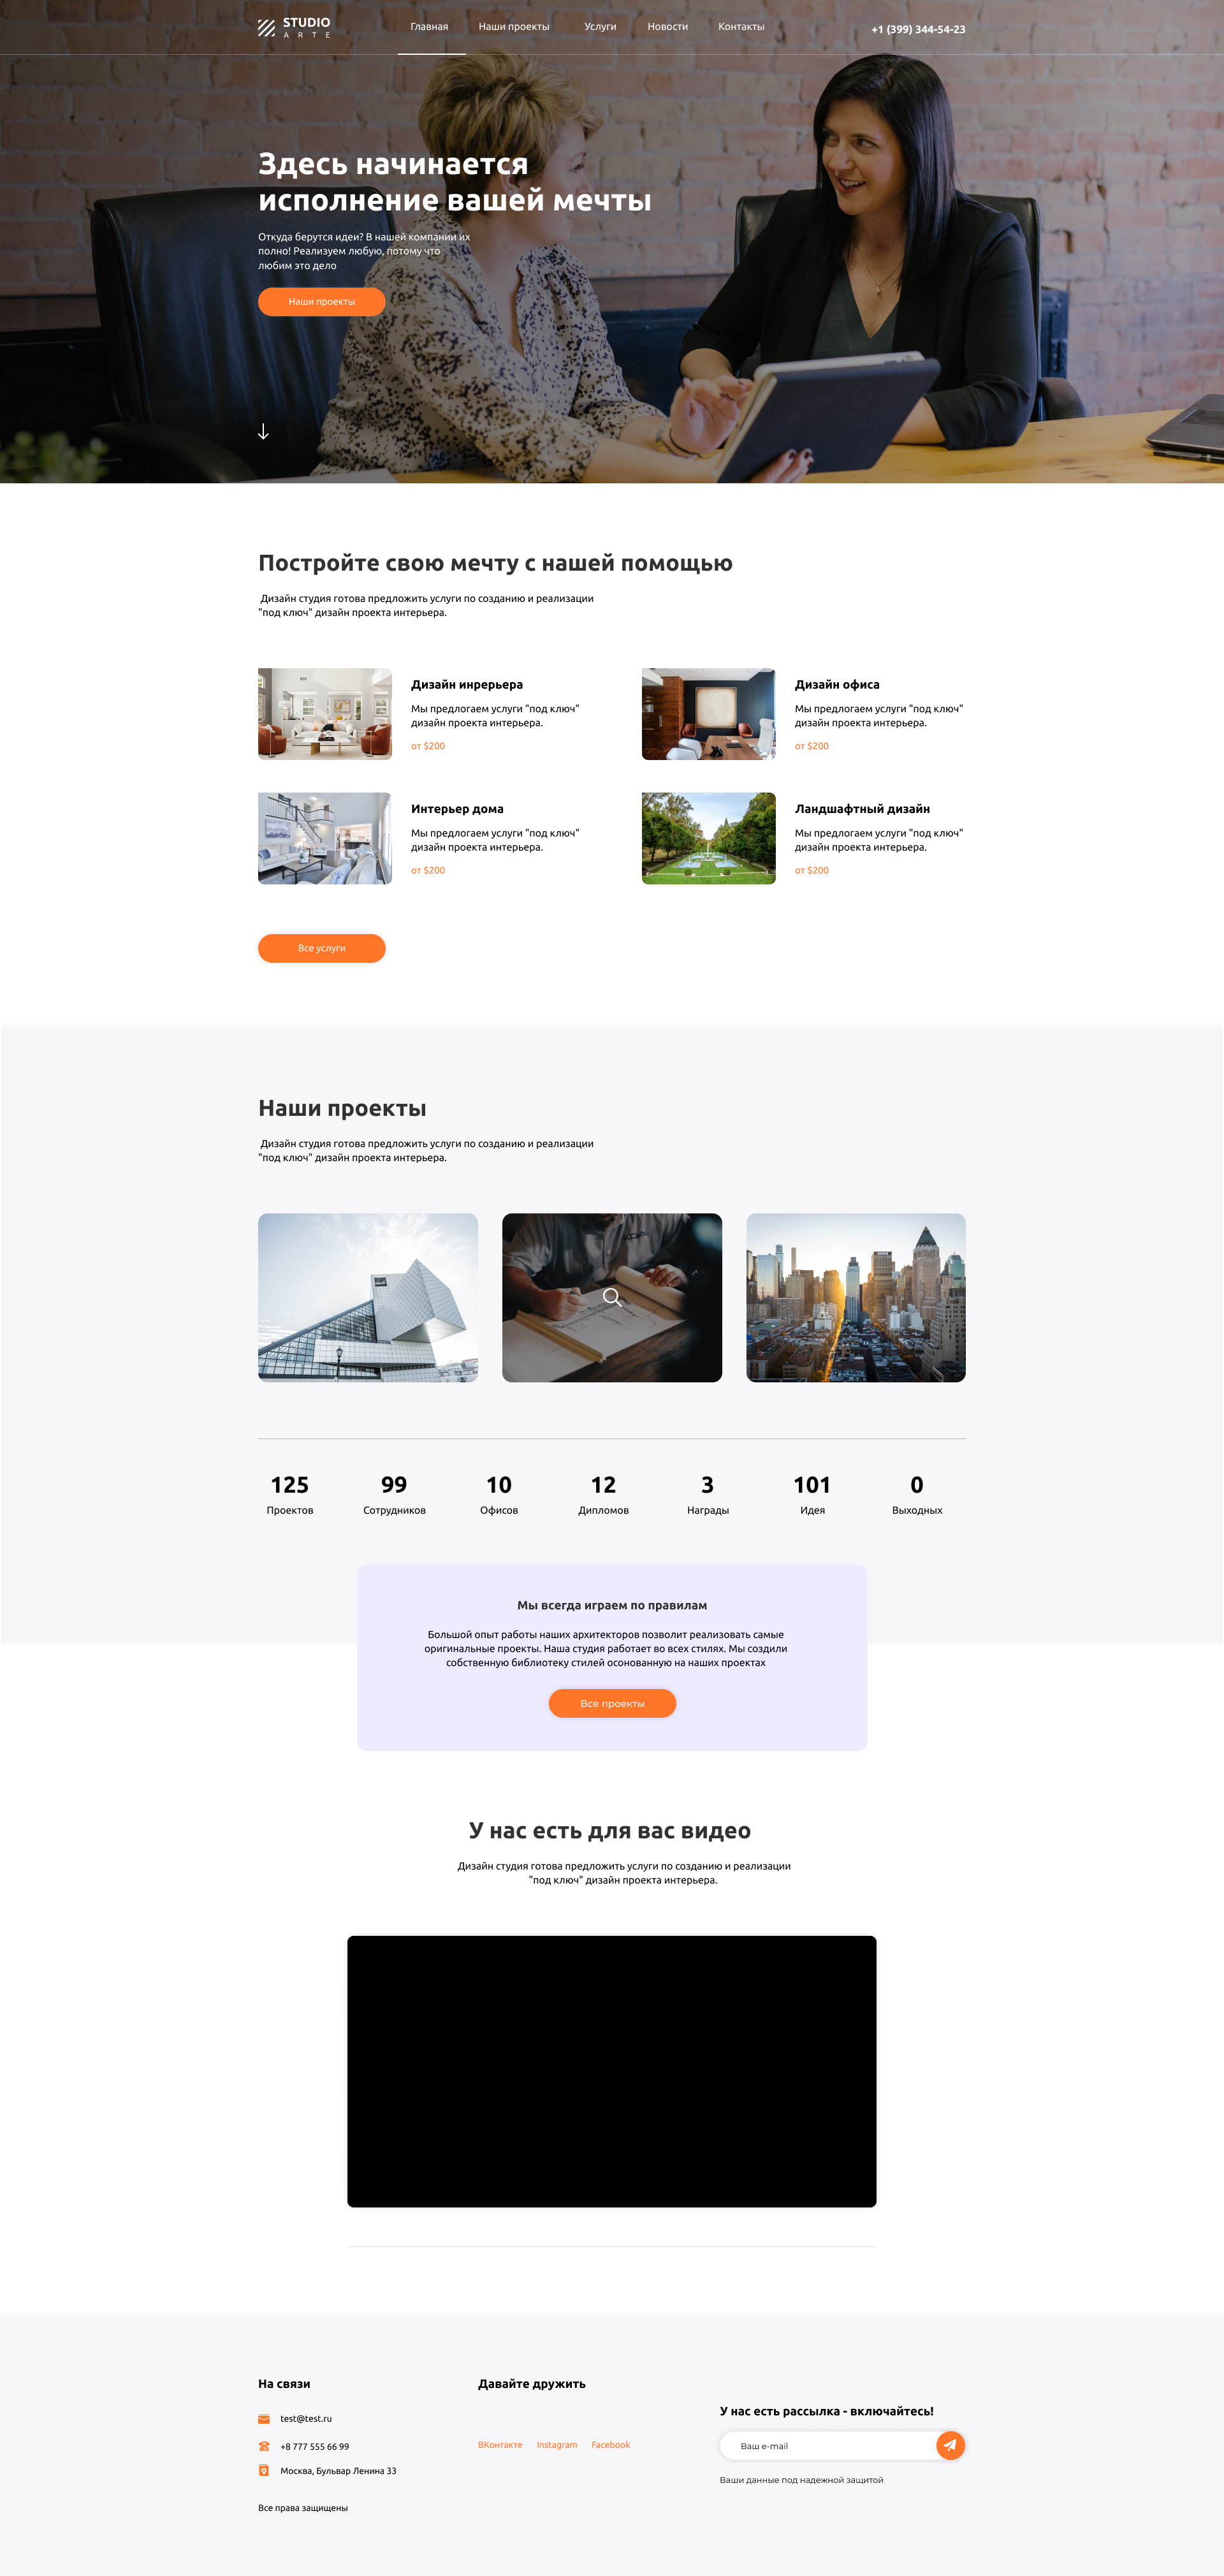 STUDIO
ARTE
Главная
Наши проекты
Услуги
Новости
Контакты
+1 (399) 344-54-23
Здесь начинается
исполнение вашей мечты
Откуда берутся идеи? В нашей компании их
полно! Реализуем любую, потому что
любим это дело
Наши проекты
Постройте свою мечту с нашей помощью
Дизайн студия готова предложить услуги по созданию и реализации
"под ключ" дизайн проекта интерьера.
Дизайн инрерьера
Мы предлогаем услуги "под ключ"
дизайн проекта интерьера.
от $200
Дизайн офиса
Мы предлогаем услуги "под ключ"
дизайн проекта интерьера.
от $200
Интерьер дома
Мы предлогаем услуги "под ключ"
дизайн проекта интерьера.
от $200
Ландшафтный дизайн
Мы предлогаем услуги "под ключ"
дизайн проекта интерьера.
от $200
Все услуги
Наши проекты
Дизайн студия готова предложить услуги по созданию и реализации
"под ключ" дизайн проекта интерьера.
125
Проектов
99
Сотрудников
10
Офисов
12
Дипломов
3
Награды
101
Идея
0
Выходных
Мы всегда играем по правилам
Большой опыт работы наших архитекторов позволит реализовать самые
оригинальные проекты. Наша студия работает во всех стилях. Мы создили
собственную библиотеку стилей осонованную на наших проектах
Все проекты
У нас есть для вас видео
Дизайн студия готова предложить услуги по созданию и реализации
"под ключ" дизайн проекта интерьера.
На связи
test@test.ru
+8 777 555 66 99
Москва, Бульвар Ленина 33
Все права защищены
Давайте дружить
ВКонтакте
Instagram
Facebook
У нас есть рассылка - включайтесь!
Ваш e-mail
Ваши данные под надежной защитой